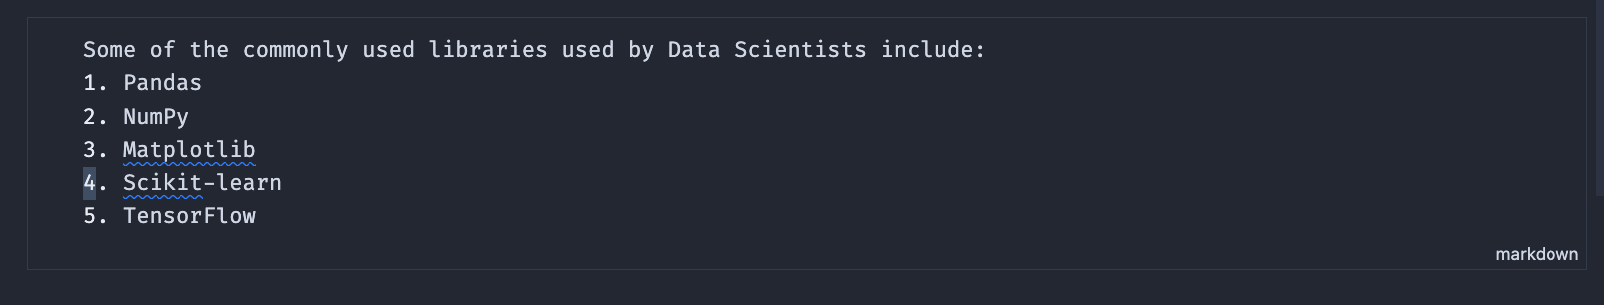 Some of the commonly used libraries used by Data Scientists include:
1. Pandas
2. NumPy
3. Matplotlib
4. Scikit-learn
5. TensorFlow
markdown